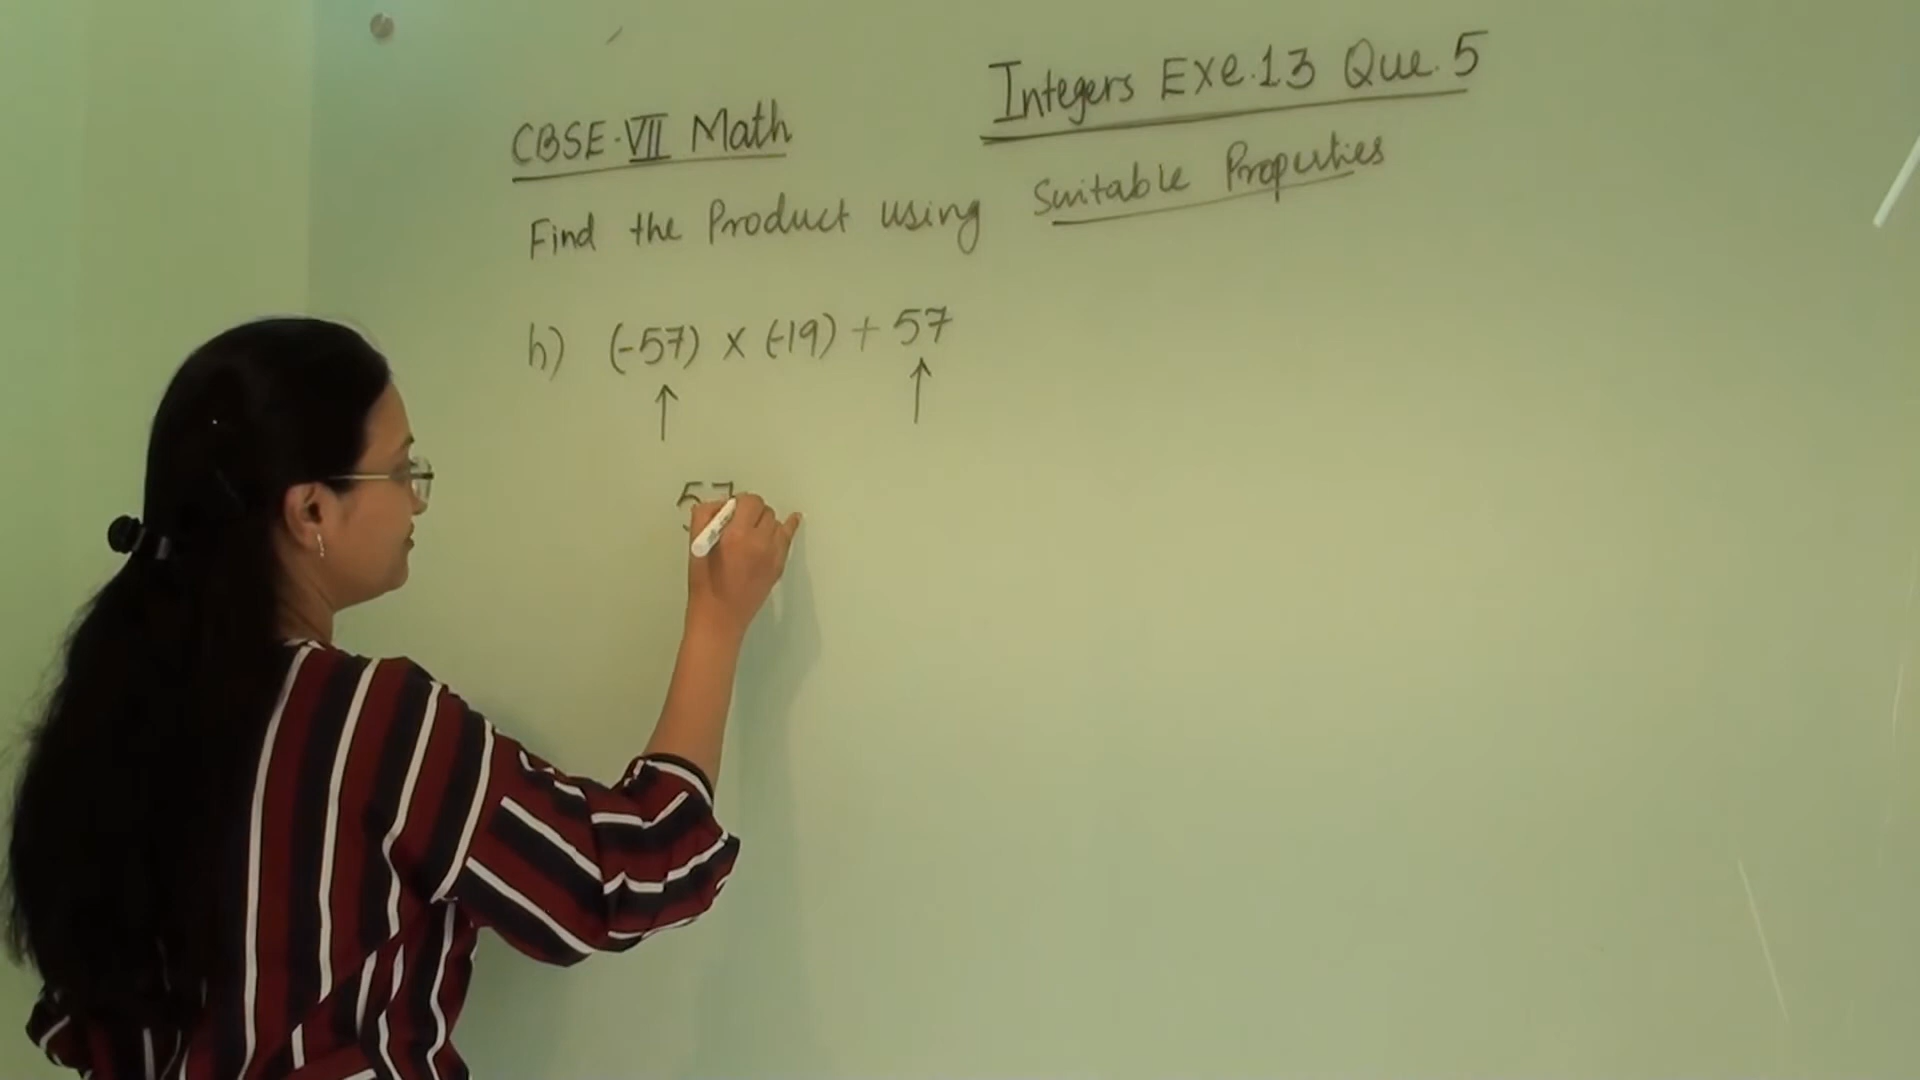 Integers Exe.13 Que.5
CBSE.VII Math
Find the Product using Suitable Properties
h) (-57) × (-19) + 57
↑ ↑
57